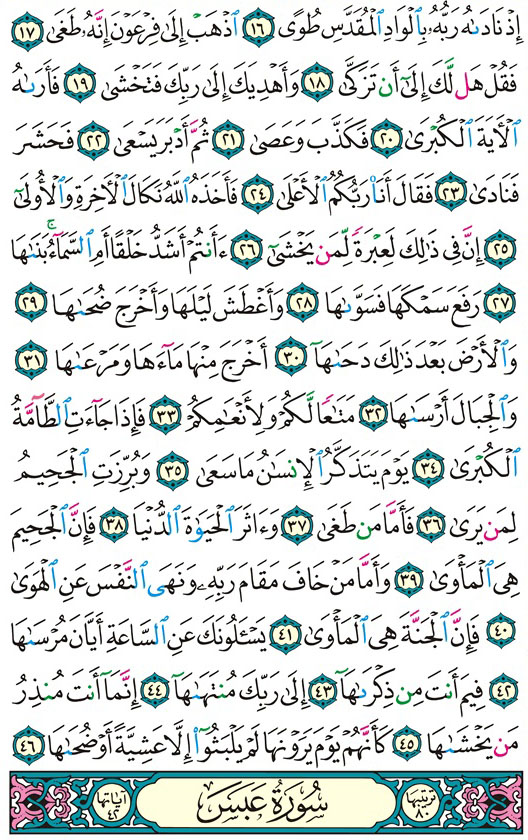 إِذْ نَادَىٰهُ رَبُّهُۥ بِٱلْوَادِ ٱلْمُقَدَّسِ طُوًى ١٦ ٱذْهَبْ إِلَىٰ فِرْعَوْنَ إِنَّهُۥ طَغَىٰ ١٧
فَقُلْ هَل لَّكَ إِلَىٰٓ أَن تَزَكَّىٰ ١٨ وَأَهْدِيَكَ إِلَىٰ رَبِّكَ فَتَخْشَىٰ ١٩ فَأَرَىٰهُ
ٱلْأَيَةَ ٱلْكُبْرَىٰ ٢٠ فَكَذَّبَ وَعَصَىٰ ٢١ ثُمَّ أَدْبَرَ يَسْعَىٰ ٢٢ فَحَشَرَ
فَنَادَىٰ ٢٣ فَقَالَ أَنَا۠ رَبُّكُمُ ٱلْأَعْلَىٰ ٢٤ فَأَخَذَهُ ٱللَّهُ نَكَالَ ٱلْأَخِرَةِ وَٱلْأُولَىٰٓ
٢٥ إِنَّ فِى ذَٰلِكَ لَعِبْرَةً لِّمَن يَخْشَىٰٓ ٢٦ ءَأَنتُمْ أَشَدُّ خَلْقًا أَمِ ٱلسَّمَآءُ ۚ بَنَىٰهَا
٢٧ رَفَعَ سَمْكَهَا فَسَوَّىٰهَا ٢٨ وَأَغْطَشَ لَيْلَهَا وَأَخْرَجَ ضُحَىٰهَا ٢٩
وَٱلْأَرْضَ بَعْدَ ذَٰلِكَ دَحَىٰهَآ ٣٠ أَخْرَجَ مِنْهَا مَآءَهَا وَمَرْعَىٰهَا ٣١
وَٱلْجِبَالَ أَرْسَىٰهَا ٣٢ مَتَٰعًا لَّكُمْ وَلِأَنْعَٰمِكُمْ ٣٣ فَإِذَا جَآءَتِ ٱلطَّآمَّةُ
ٱلْكُبْرَىٰ ٣٤ يَوْمَ يَتَذَكَّرُ ٱلْإِنسَٰنُ مَا سَعَىٰ ٣٥ وَبُرِّزَتِ ٱلْجَحِيمُ
لِمَن يَرَىٰ ٣٦ فَأَمَّا مَن طَغَىٰ ٣٧ وَءَاثَرَ ٱلْحَيَوٰةَ ٱلدُّنْيَا ٣٨ فَإِنَّ ٱلْجَحِيمَ
هِىَ ٱلْمَأْوَىٰ ٣٩ وَأَمَّا مَنْ خَافَ مَقَامَ رَبِّهِۦ وَنَهَى ٱلنَّفْسَ عَنِ ٱلْهَوَىٰ
٤٠ فَإِنَّ ٱلْجَنَّةَ هِىَ ٱلْمَأْوَىٰ ٤١ يَسْـَٔلُونَكَ عَنِ ٱلسَّاعَةِ أَيَّانَ مُرْسَىٰهَا
٤٢ فِيمَ أَنتَ مِن ذِكْرَىٰهَآ ٤٣ إِلَىٰ رَبِّكَ مُنتَهَىٰهَآ ٤٤ إِنَّمَآ أَنتَ مُنذِرُ
مَن يَخْشَىٰهَا ٤٥ كَأَنَّهُمْ يَوْمَ يَرَوْنَهَا لَمْ يَلْبَثُوٓا۟ إِلَّا عَشِيَّةً أَوْ ضُحَىٰهَا ٤٦
ترتيبها ٨٠ سُورَةُ عَبَسَ آياتها ٤٢